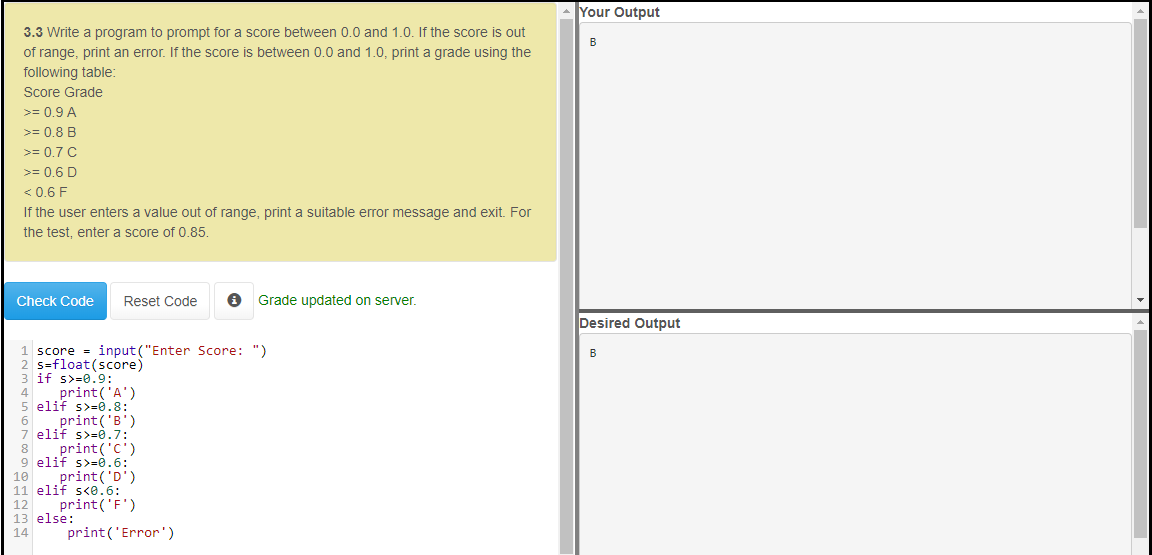 3.3 Write a program to prompt for a score between 0.0 and 1.0. If the score is out
of range, print an error. If the score is between 0.0 and 1.0, print a grade using the
following table:
Score Grade
>= 0.9 A
>= 0.8 B
>= 0.7 C
>= 0.6 D
< 0.6 F
If the user enters a value out of range, print a suitable error message and exit. For
the test, enter a score of 0.85.
Check Code Reset Code i Grade updated on server.
1 score = input("Enter Score: ")
2 s=float(score)
3 if s>=0.9:
4    print('A')
5 elif s>=0.8:
6    print('B')
7 elif s>=0.7:
8    print('C')
9 elif s>=0.6:
10    print('D')
11 elif s<0.6:
12    print('F')
13 else:
14     print('Error')
Your Output
B
Desired Output
B